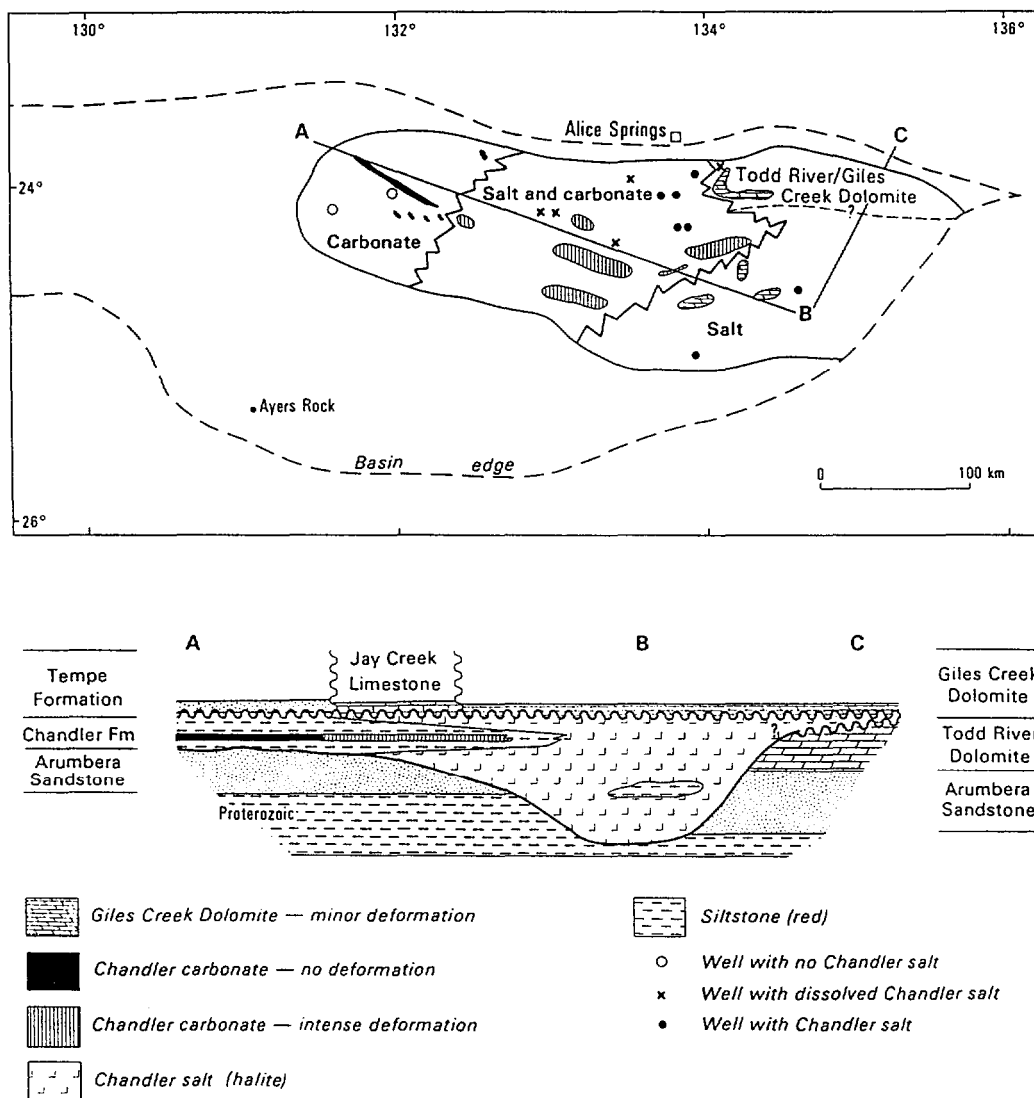 130°
132°
134°
136°
A
Alice Springs
C
24°
Salt and carbonate
Todd River/Giles
Creek Dolomite
?
Carbonate
B
Salt
Ayers Rock
Basin edge
0 100 km
26°
A
B
C
Tempe
Formation
Jay Creek
Limestone
Giles Creek
Dolomite
Chandler Fm
?
Todd River
Dolomite
Arumbera
Sandstone
Arumbera
Sandstone
Proterozoic
Giles Creek Dolomite — minor deformation
Chandler carbonate — no deformation
Chandler carbonate — intense deformation
Chandler salt (halite)
Siltstone (red)
Well with no Chandler salt
Well with dissolved Chandler salt
Well with Chandler salt